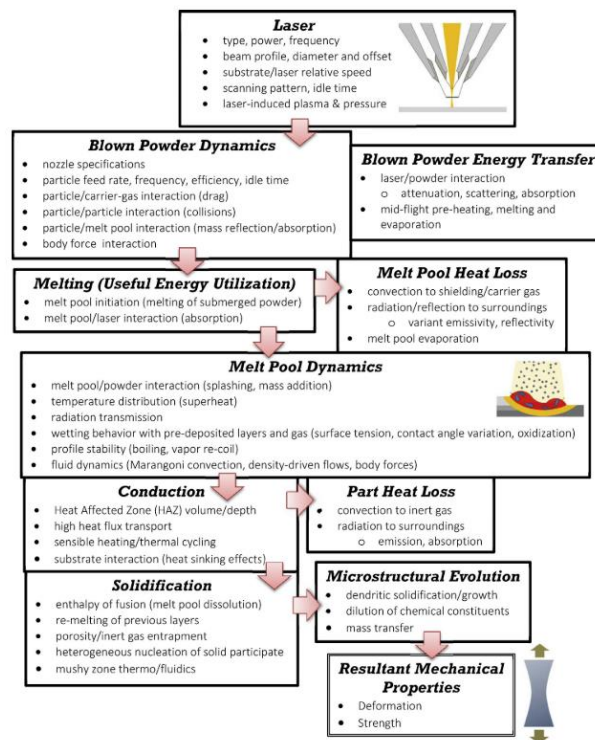 Laser
• type, power, frequency
• beam profile, diameter and offset
• substrate/laser relative speed
• scanning pattern, idle time
• laser-induced plasma & pressure
Blown Powder Dynamics
• nozzle specifications
• particle feed rate, frequency, efficiency, idle time
• particle/carrier-gas interaction (drag)
• particle/particle interaction (collisions)
• particle/melt pool interaction (mass reflection/absorption)
• body force interaction
Blown Powder Energy Transfer
• laser/powder interaction
o attenuation, scattering, absorption
• mid-flight pre-heating, melting and
evaporation
Melting (Useful Energy Utilization)
• melt pool initiation (melting of submerged powder)
• melt pool/laser interaction (absorption)
Melt Pool Heat Loss
• convection to shielding/carrier gas
• radiation/reflection to surroundings
o variant emissivity, reflectivity
• melt pool evaporation
Melt Pool Dynamics
• melt pool/powder interaction (splashing, mass addition)
• temperature distribution (superheat)
• radiation transmission
• wetting behavior with pre-deposited layers and gas (surface tension, contact angle variation, oxidization)
• profile stability (boiling, vapor re-coil)
• fluid dynamics (Marangoni convection, density-driven flows, body forces)
Conduction
• Heat Affected Zone (HAZ) volume/depth
• high heat flux transport
• sensible heating/thermal cycling
• substrate interaction (heat sinking effects)
Part Heat Loss
• convection to inert gas
• radiation to surroundings
o emission, absorption
Solidification
• enthalpy of fusion (melt pool dissolution)
• re-melting of previous layers
• porosity/inert gas entrapment
• heterogeneous nucleation of solid participate
• mushy zone thermo/fluidics
Microstructural Evolution
• dendritic solidification/growth
• dilution of chemical constituents
• mass transfer
Resultant Mechanical
Properties
• Deformation
• Strength